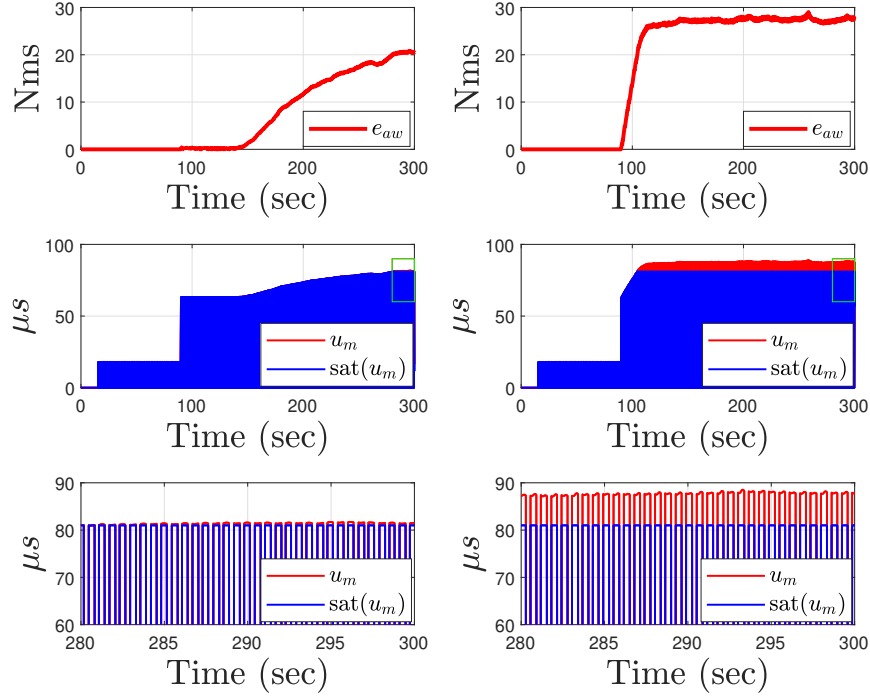 30
20
10
0
Nms
e_aw
0 100 200 300
Time (sec)
30
20
10
0
Nms
e_aw
0 100 200 300
Time (sec)
100
50
0
μs
u_m
sat(u_m)
0 100 200 300
Time (sec)
100
50
0
μs
u_m
sat(u_m)
0 100 200 300
Time (sec)
90
80
70
60
μs
u_m
sat(u_m)
280 285 290 295 300
Time (sec)
90
80
70
60
μs
u_m
sat(u_m)
280 285 290 295 300
Time (sec)